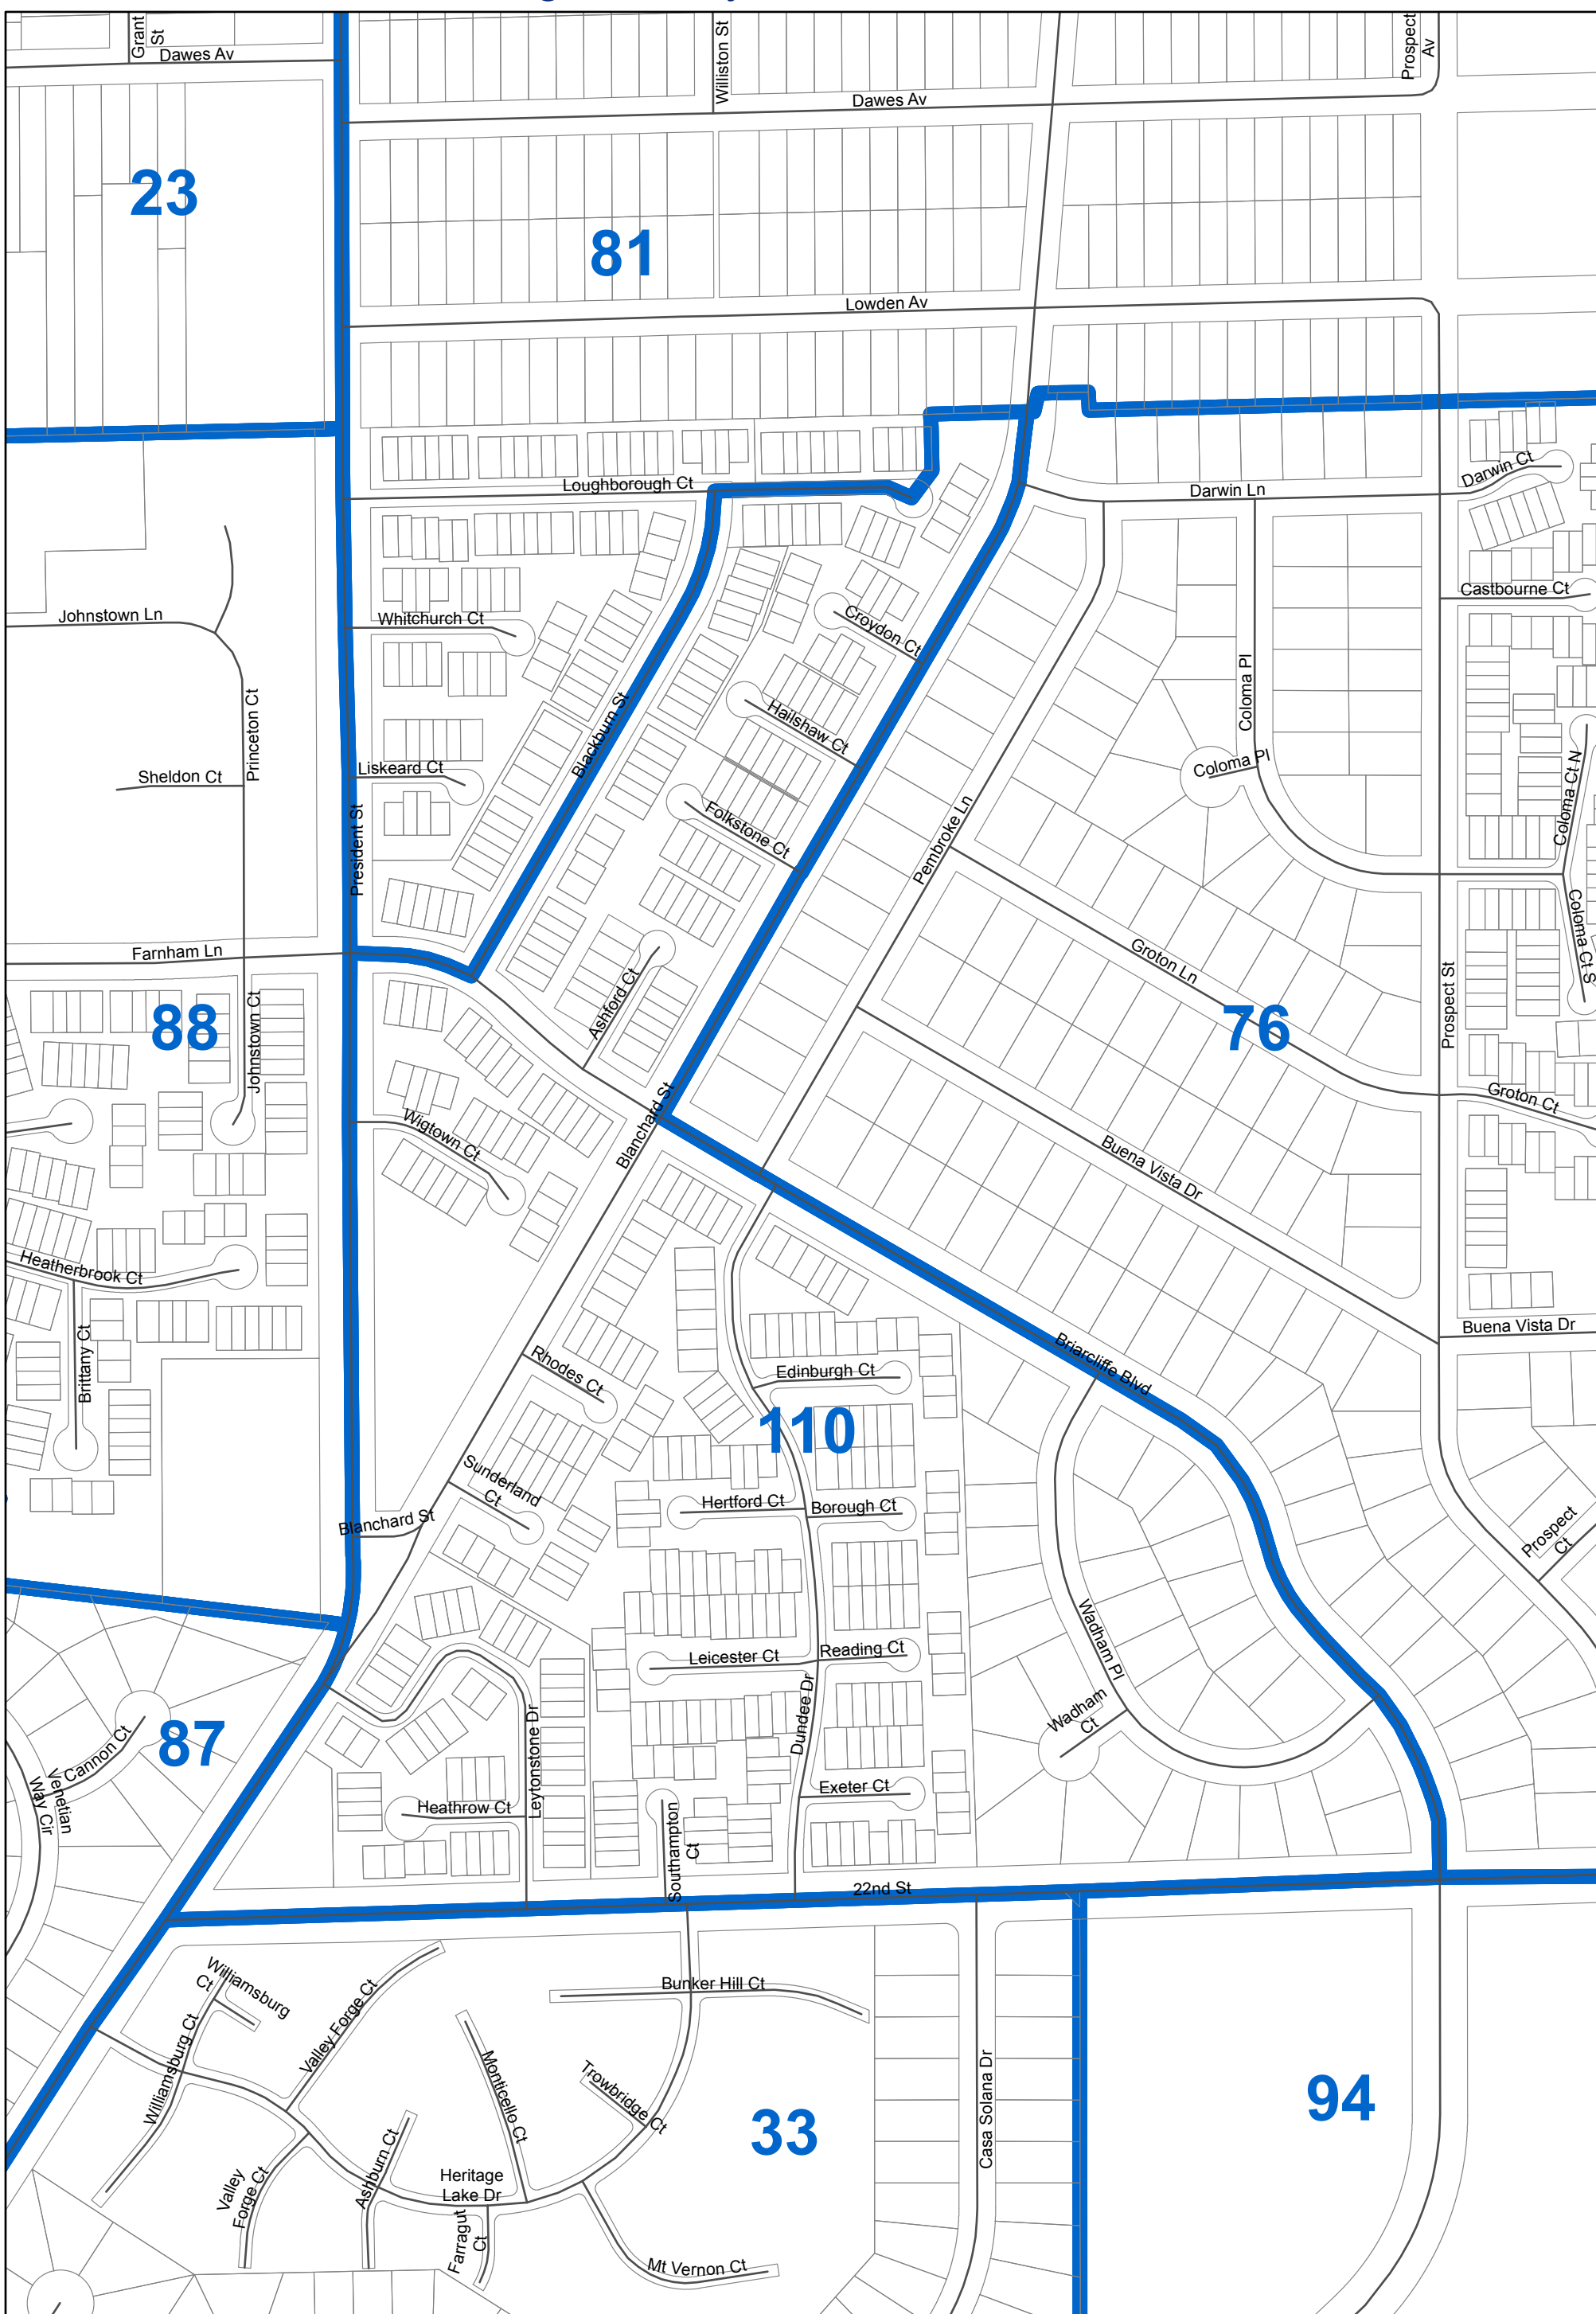 Grant
St
Dawes Av
Williston St
Prospect
Av
Dawes Av
23
81
Lowden Av
Loughborough Ct
Darwin Ln
Darwin Ct
Johnstown Ln
Whitchurch Ct
Croydon Ct
Castbourne Ct
Princeton Ct
Coloma Pl
Hailshaw Ct
Blackburn St
Sheldon Ct
Liskeard Ct
Coloma Pl
Coloma Ct N
President St
Folkstone Ct
Pembroke Ln
Farnham Ln
Groton Ln
Coloma Ct S
88
Johnstown Ct
Ashford Ct
76
Prospect St
Wigtown Ct
Blanchard St
Groton Ct
Buena Vista Dr
Heatherbrook Ct
Brittany Ct
Rhodes Ct
Edinburgh Ct
Briarcliffe Blvd
Buena Vista Dr
110
Sunderland
Ct
Hertford Ct
Borough Ct
Blanchard St
Prospect
Ct
Wadham Pl
Leicester Ct
Reading Ct
Dundee Dr
Wadham
Ct
87
Cannon Ct
Venetian
Way Cir
Leytonstone Dr
Heathrow Ct
Exeter Ct
Southampton
Ct
22nd St
Williamsburg
Ct
Valley Forge Ct
Bunker Hill Ct
Williamsburg Ct
Monticello Ct
Trowbridge Ct
33
Casa Solana Dr
94
Valley
Forge Ct
Ashburn Ct
Heritage
Lake Dr
Farragut
Ct
Mt Vernon Ct